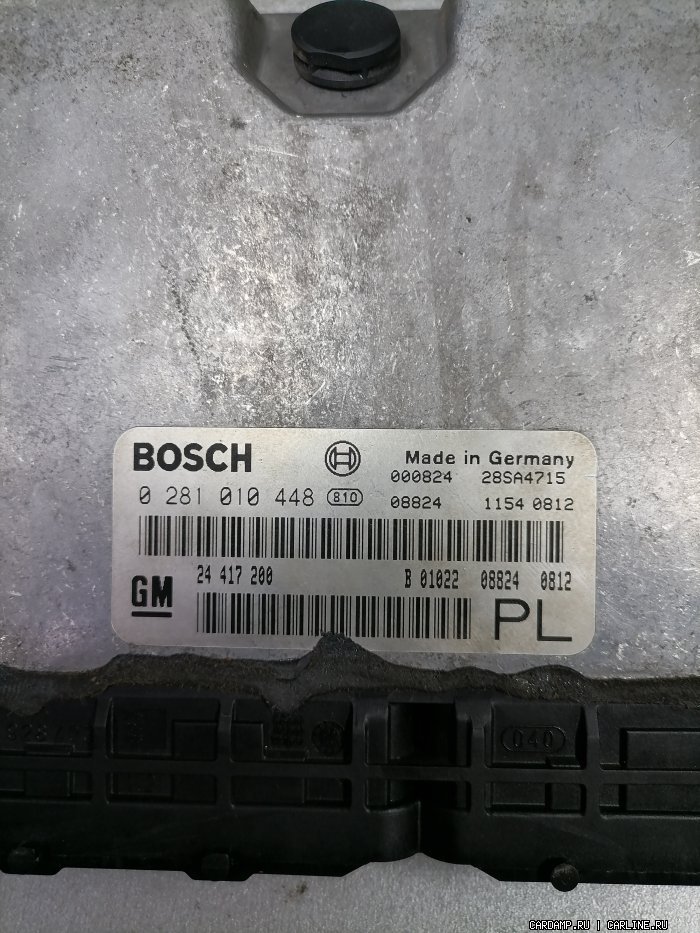 BOSCH Made in Germany
000824 28SA4715
0 281 010 448 810 08824 1154 0812
24 417 200 B 01022 08824 0812
GM PL
040
CARDAMP.RU | CARLINE.RU